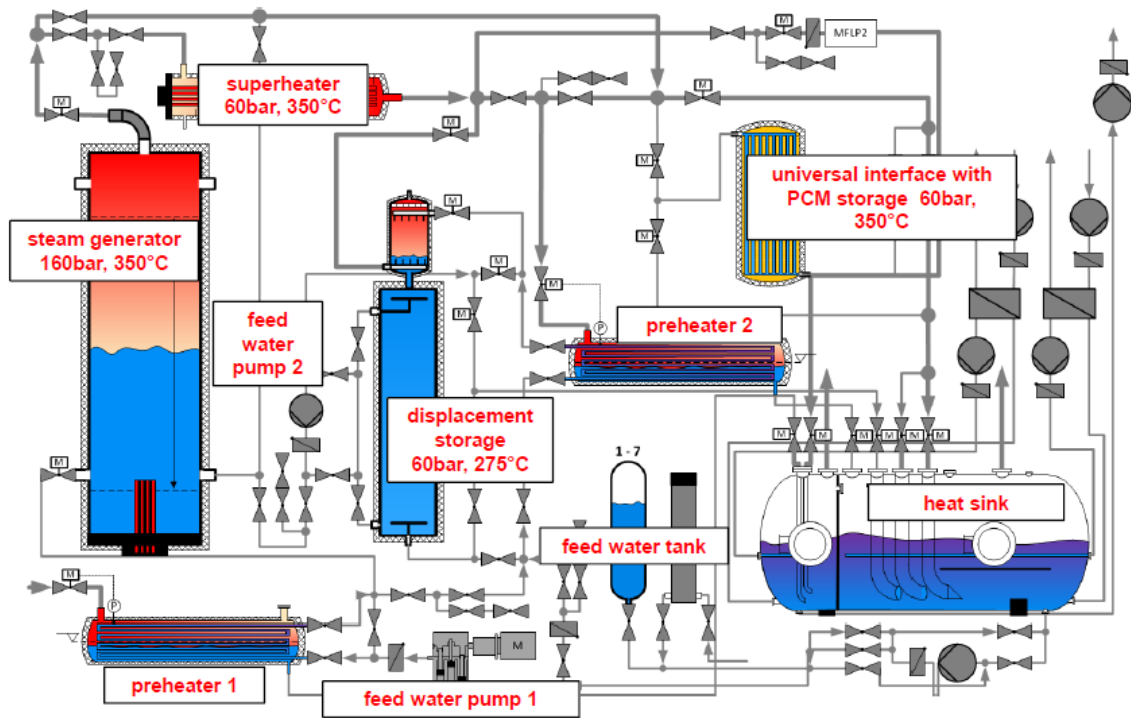 M
MFLP2
superheater
60bar, 350°C
M
M
M
M
universal interface with
PCM storage 60bar,
350°C
M
steam generator
160bar, 350°C
M
M
M
M
M
feed
water
pump 2
P
preheater 2
displacement
storage
60bar, 275°C
M
M
M
M
M
M
1 - 7
M
heat sink
feed water tank
M
P
M
preheater 1
feed water pump 1